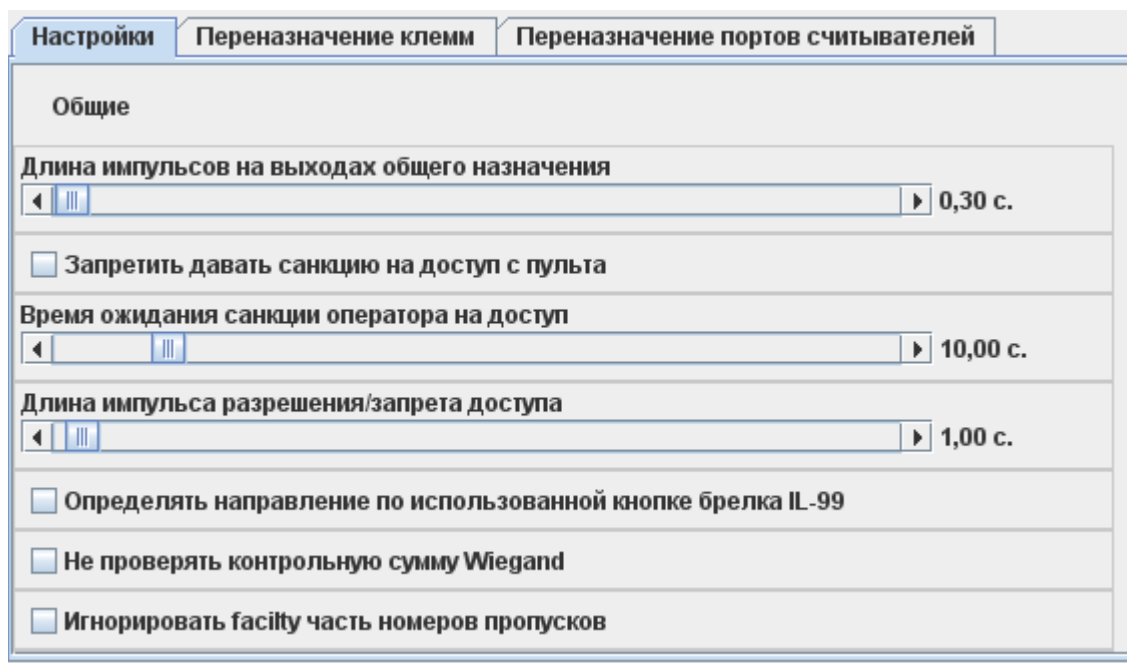 Настройки Переназначение клемм Переназначение портов считывателей
Общие
Длина импульсов на выходах общего назначения
0,30 с.
Запретить давать санкцию на доступ с пульта
Время ожидания санкции оператора на доступ
10,00 с.
Длина импульса разрешения/запрета доступа
1,00 с.
Определять направление по использованной кнопке брелка IL-99
Не проверять контрольную сумму Wiegand
Игнорировать facilty часть номеров пропусков